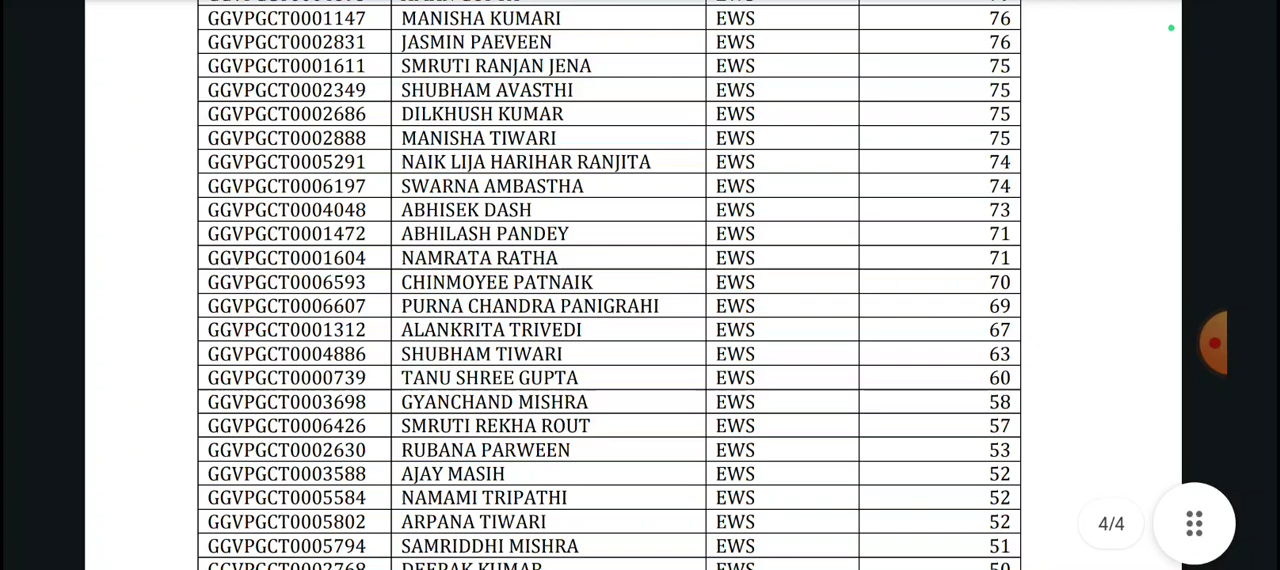 GGVPGCT0001147 MANISHA KUMARI EWS 76
GGVPGCT0002831 JASMIN PAEVEEN EWS 76
GGVPGCT0001611 SMRUTI RANJAN JENA EWS 75
GGVPGCT0002349 SHUBHAM AVASTHI EWS 75
GGVPGCT0002686 DILKHUSH KUMAR EWS 75
GGVPGCT0002888 MANISHA TIWARI EWS 75
GGVPGCT0005291 NAIK LIJA HARIHAR RANJITA EWS 74
GGVPGCT0006197 SWARNA AMBASTHA EWS 74
GGVPGCT0004048 ABHISEK DASH EWS 73
GGVPGCT0001472 ABHILASH PANDEY EWS 71
GGVPGCT0001604 NAMRATA RATHA EWS 71
GGVPGCT0006593 CHINMOYEE PATNAIK EWS 70
GGVPGCT0006607 PURNA CHANDRA PANIGRAHI EWS 69
GGVPGCT0001312 ALANKRITA TRIVEDI EWS 67
GGVPGCT0004886 SHUBHAM TIWARI EWS 63
GGVPGCT0000739 TANU SHREE GUPTA EWS 60
GGVPGCT0003698 GYANCHAND MISHRA EWS 58
GGVPGCT0006426 SMRUTI REKHA ROUT EWS 57
GGVPGCT0002630 RUBANA PARWEEN EWS 53
GGVPGCT0003588 AJAY MASIH EWS 52
GGVPGCT0005584 NAMAMI TRIPATHI EWS 52
GGVPGCT0005802 ARPANA TIWARI EWS 52
4/4
GGVPGCT0005794 SAMRIDDHI MISHRA EWS 51
GGVPGCT0002768 DEEPAK KUMAR EWS 50